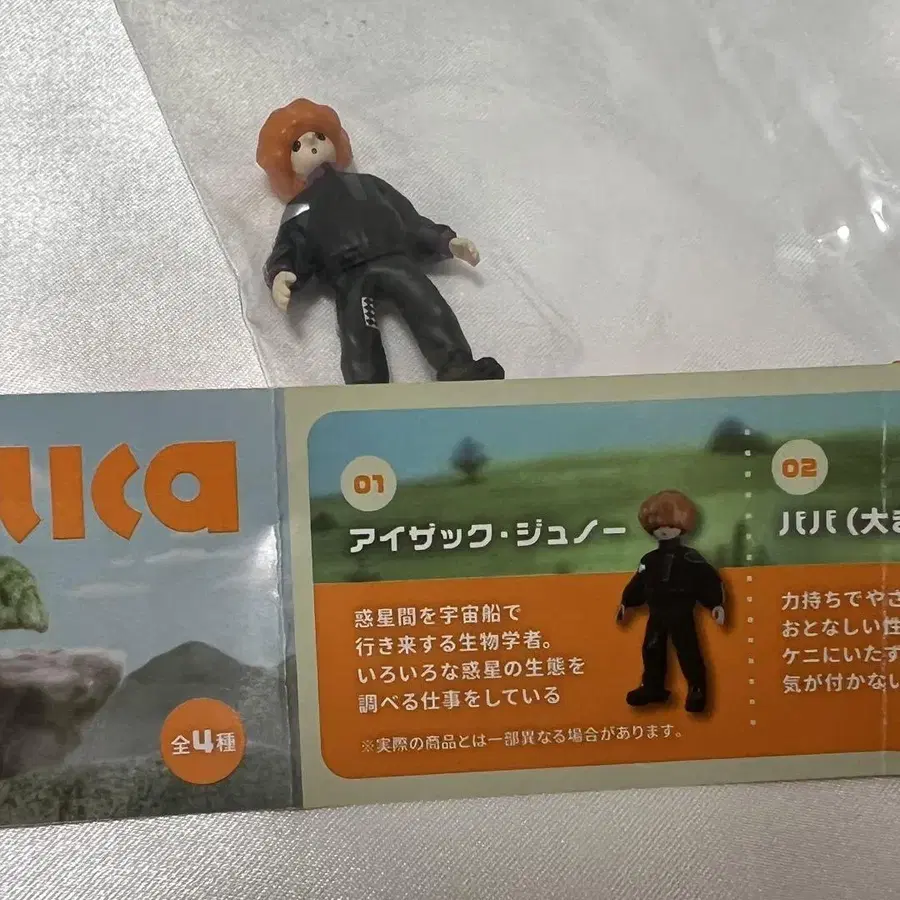 uica
全4種
01
アイザック・ジュノー
惑星間を宇宙船で
行き来する生物学者。
いろいろな惑星の生態を
調べる仕事をしている
※実際の商品とは一部異なる場合があります。
02
パパ(大き
力持ちでやさ
おとなしい性
ケニにいたず
気が付かない